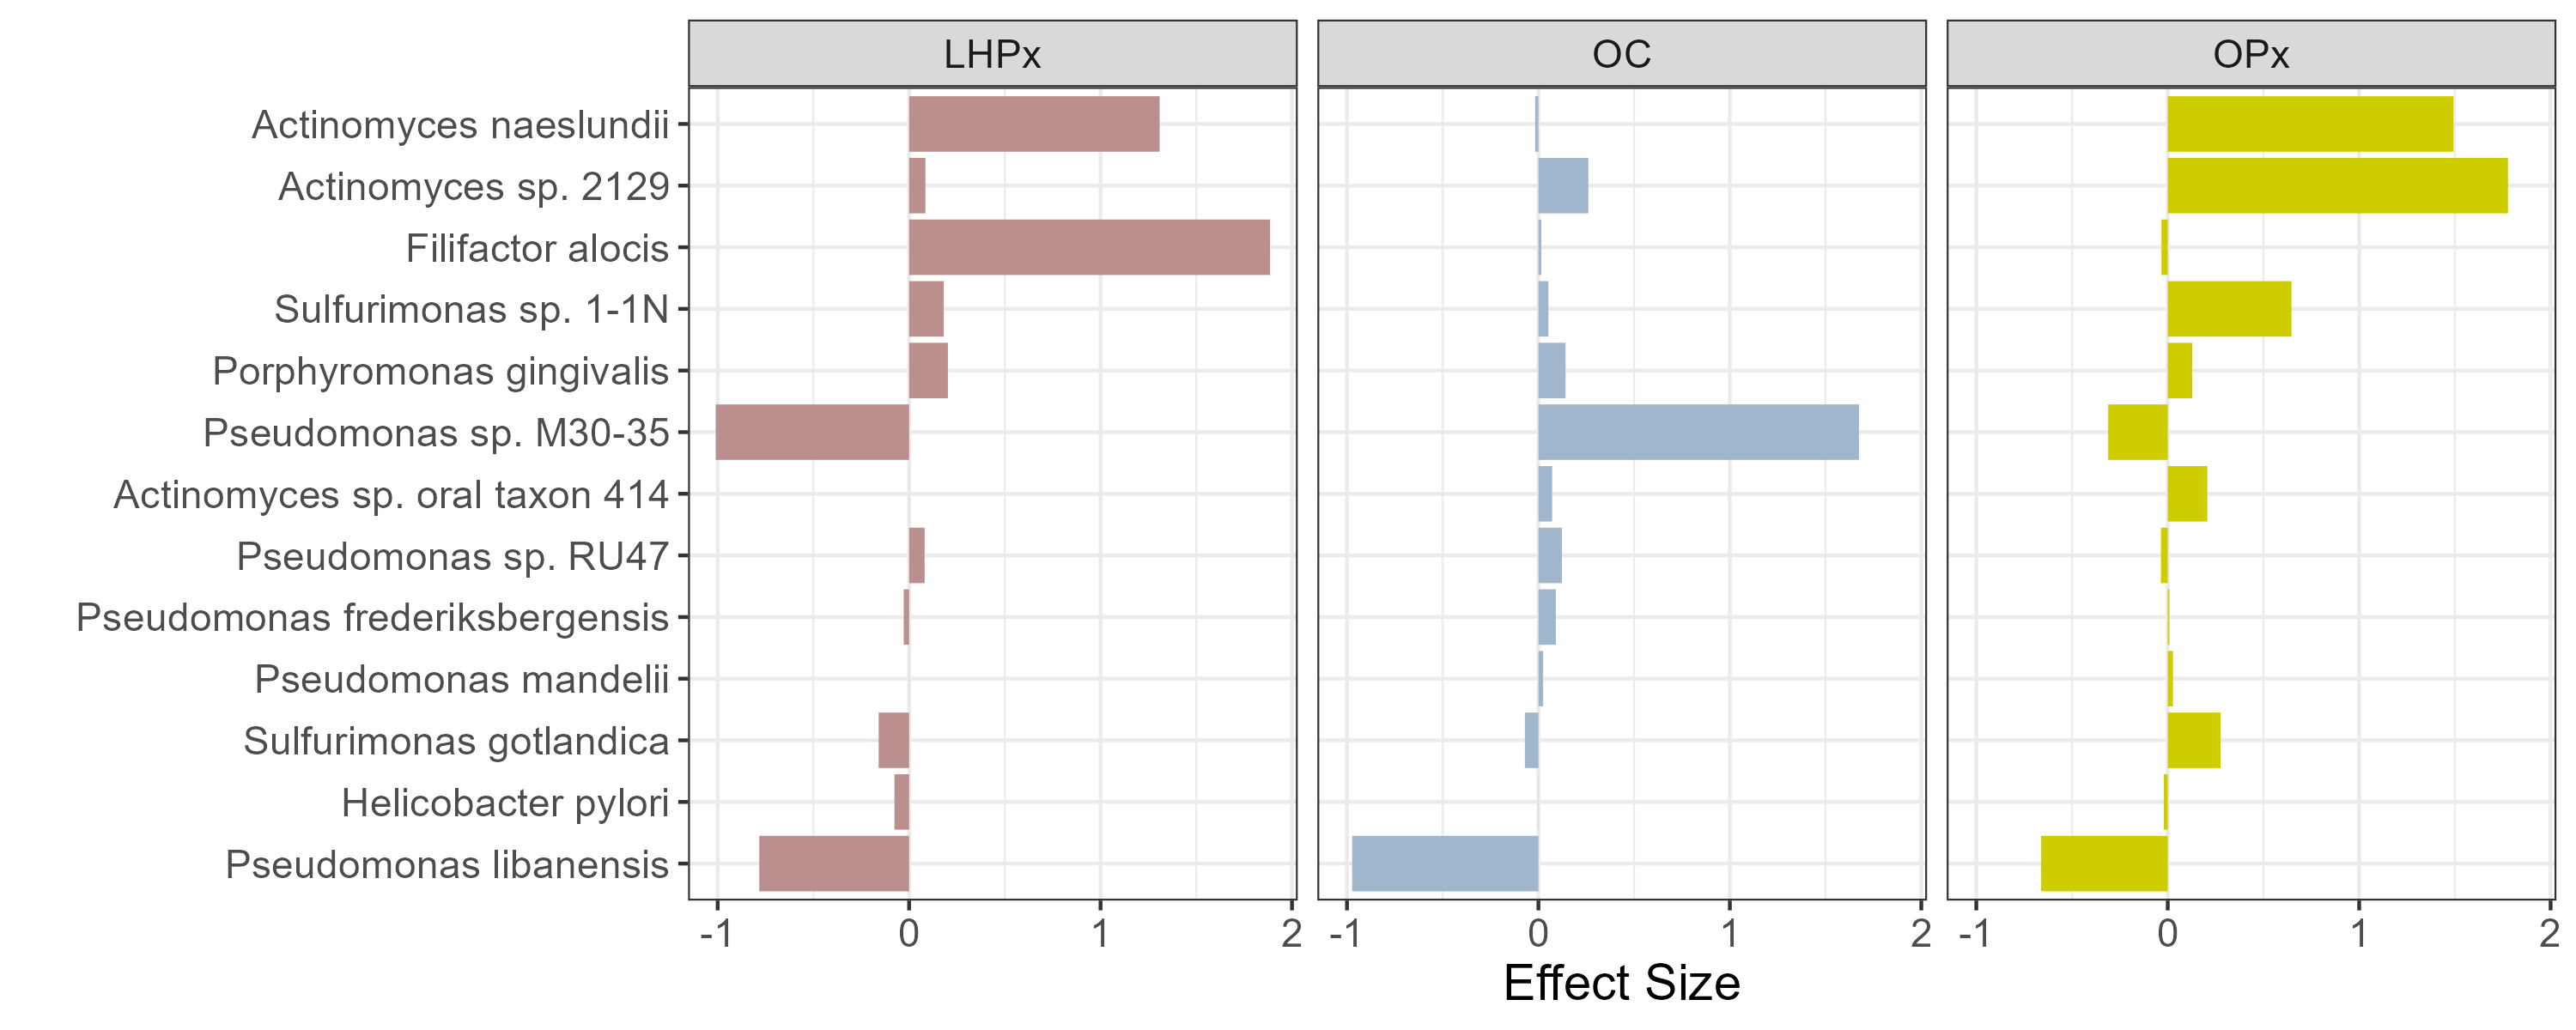 LHPx OC OPx
Actinomyces naeslundii
Actinomyces sp. 2129
Filifactor alocis
Sulfurimonas sp. 1-1N
Porphyromonas gingivalis
Pseudomonas sp. M30-35
Actinomyces sp. oral taxon 414
Pseudomonas sp. RU47
Pseudomonas frederiksbergensis
Pseudomonas mandelii
Sulfurimonas gotlandica
Helicobacter pylori
Pseudomonas libanensis
-1 0 1 2 -1 0 1 2 -1 0 1 2
Effect Size